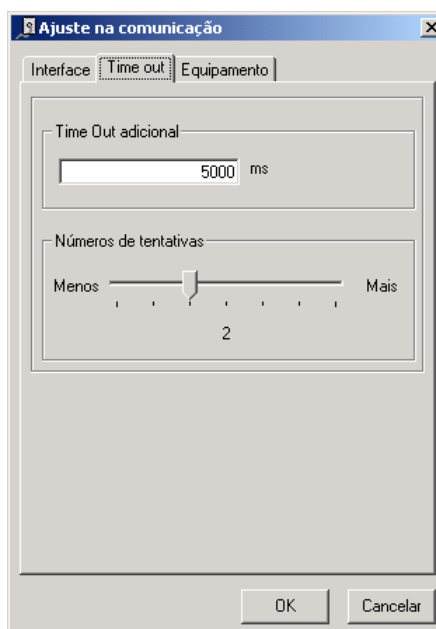 Ajuste na comunicação
Interface Time out Equipamento
Time Out adicional
5000 ms
Números de tentativas
Menos Mais
2
OK Cancelar